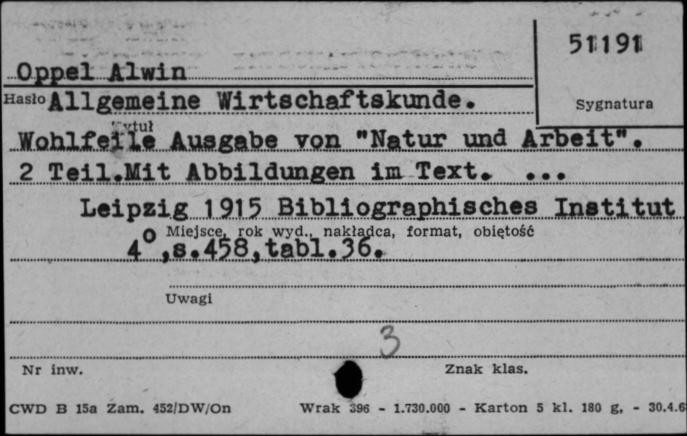 51191
Oppel Alwin
Hasło Allgemeine Wirtschaftskunde.
Sygnatura
Tytuł
Wohlfeile Ausgabe von "Natur und Arbeit".
2 Teil.Mit Abbildungen im Text. ...
Leipzig 1915 Bibliographisches Institut
Miejsce, rok wyd., nakładca, format, obiętość
4º,s.458,tabl.36.
Uwagi
3
Nr inw.
Znak klas.
CWD B 15a Zam. 452/DW/On Wrak 396 - 1.730.000 - Karton 5 kl. 180 g. - 30.4.6